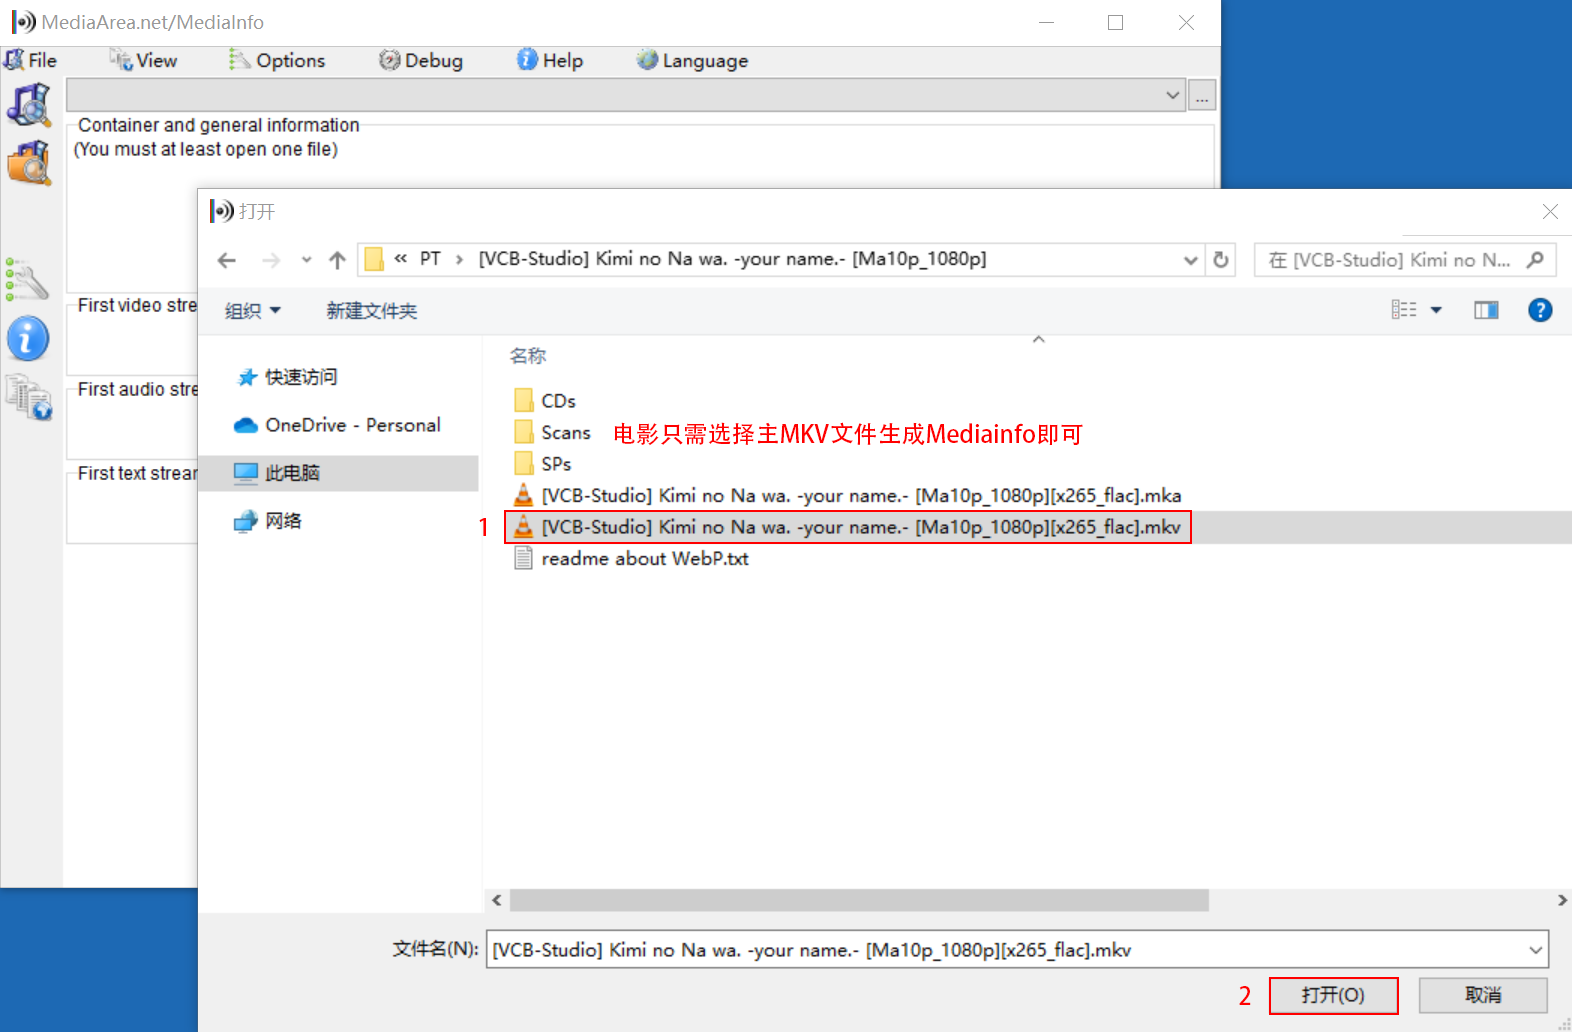 MediaArea.net/MediaInfo
File View Options Debug Help Language
...
Container and general information
(You must at least open one file)
打开
« PT > [VCB-Studio] Kimi no Na wa. -your name.- [Ma10p_1080p]
在 [VCB-Studio] Kimi no N...
组织 新建文件夹
First video stre
First audio stre
First text strear
快速访问
OneDrive - Personal
此电脑
网络
名称
CDs
Scans
电影只需选择主MKV文件生成Mediainfo即可
SPs
[VCB-Studio] Kimi no Na wa. -your name.- [Ma10p_1080p][x265_flac].mka
1 [VCB-Studio] Kimi no Na wa. -your name.- [Ma10p_1080p][x265_flac].mkv
readme about WebP.txt
文件名(N): [VCB-Studio] Kimi no Na wa. -your name.- [Ma10p_1080p][x265_flac].mkv
2 打开(O) 取消